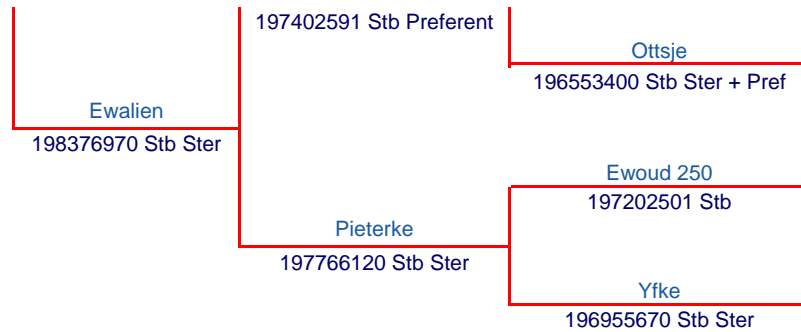 197402591 Stb Preferent
Ottsje
196553400 Stb Ster + Pref
Ewalien
198376970 Stb Ster
Ewoud 250
197202501 Stb
Pieterke
197766120 Stb Ster
Yfke
196955670 Stb Ster